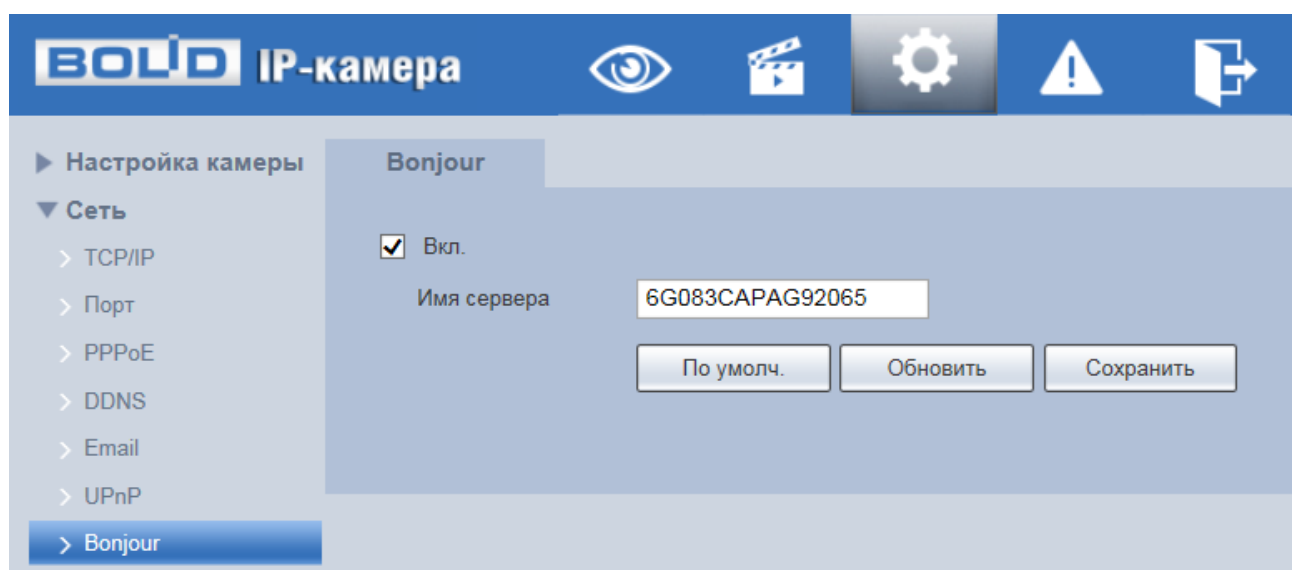 BOLID IP-камера
Настройка камеры
Bonjour
Сеть
TCP/IP
Вкл.
Порт
Имя сервера
6G083CAPAG92065
PPPoE
По умолч.
Обновить
Сохранить
DDNS
Email
UPnP
Bonjour